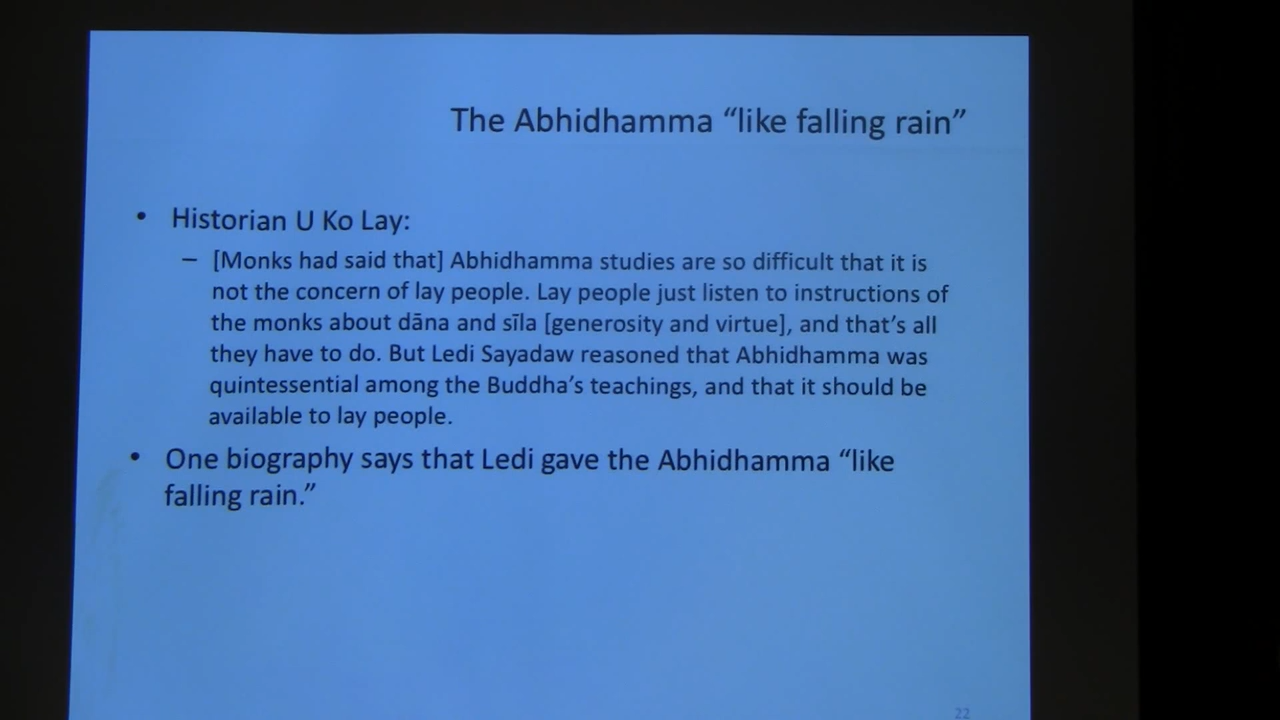 The Abhidhamma “like falling rain”
• Historian U Ko Lay:
– [Monks had said that] Abhidhamma studies are so difficult that it is
not the concern of lay people. Lay people just listen to instructions of
the monks about dāna and sīla [generosity and virtue], and that’s all
they have to do. But Ledi Sayadaw reasoned that Abhidhamma was
quintessential among the Buddha’s teachings, and that it should be
available to lay people.
• One biography says that Ledi gave the Abhidhamma “like
falling rain.”
22